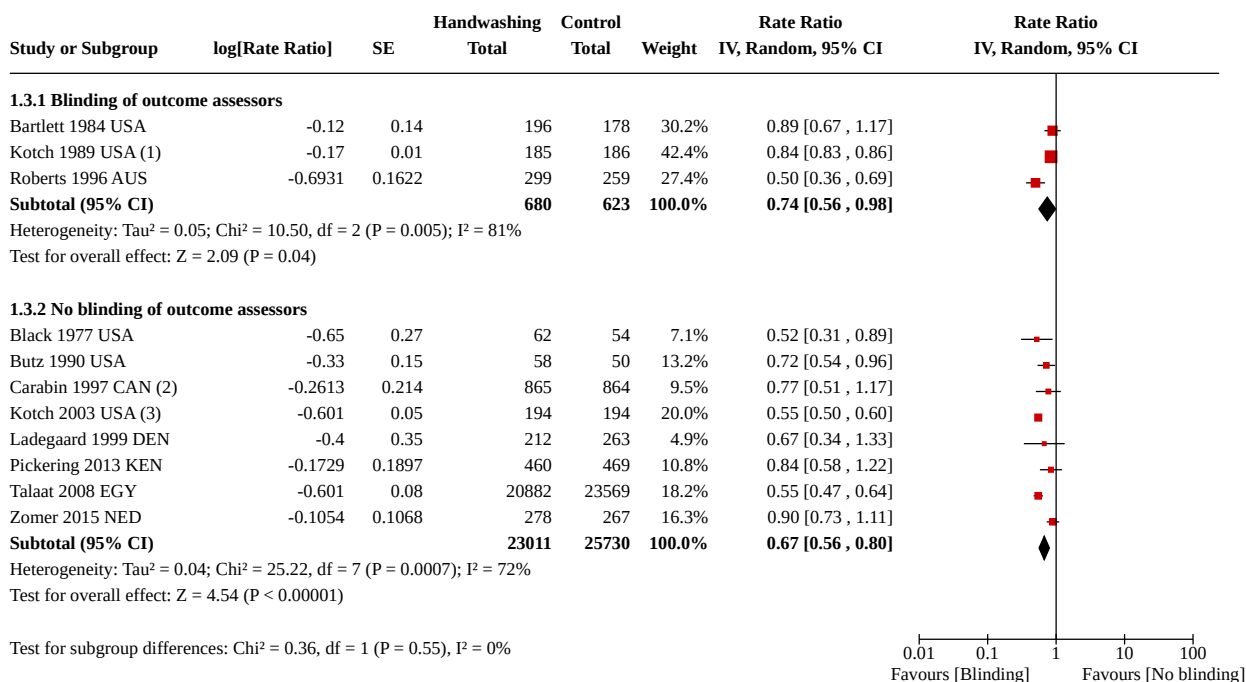 Handwashing Control Rate Ratio Rate Ratio
Study or Subgroup log[Rate Ratio] SE Total Total Weight IV, Random, 95% CI IV, Random, 95% CI
1.3.1 Blinding of outcome assessors
Bartlett 1984 USA -0.12 0.14 196 178 30.2% 0.89 [0.67 , 1.17]
Kotch 1989 USA (1) -0.17 0.01 185 186 42.4% 0.84 [0.83 , 0.86]
Roberts 1996 AUS -0.6931 0.1622 299 259 27.4% 0.50 [0.36 , 0.69]
Subtotal (95% CI) 680 623 100.0% 0.74 [0.56 , 0.98]
Heterogeneity: Tau² = 0.05; Chi² = 10.50, df = 2 (P = 0.005); I² = 81%
Test for overall effect: Z = 2.09 (P = 0.04)
1.3.2 No blinding of outcome assessors
Black 1977 USA -0.65 0.27 62 54 7.1% 0.52 [0.31 , 0.89]
Butz 1990 USA -0.33 0.15 58 50 13.2% 0.72 [0.54 , 0.96]
Carabin 1997 CAN (2) -0.2613 0.214 865 864 9.5% 0.77 [0.51 , 1.17]
Kotch 2003 USA (3) -0.601 0.05 194 194 20.0% 0.55 [0.50 , 0.60]
Ladegaard 1999 DEN -0.4 0.35 212 263 4.9% 0.67 [0.34 , 1.33]
Pickering 2013 KEN -0.1729 0.1897 460 469 10.8% 0.84 [0.58 , 1.22]
Talaat 2008 EGY -0.601 0.08 20882 23569 18.2% 0.55 [0.47 , 0.64]
Zomer 2015 NED -0.1054 0.1068 278 267 16.3% 0.90 [0.73 , 1.11]
Subtotal (95% CI) 23011 25730 100.0% 0.67 [0.56 , 0.80]
Heterogeneity: Tau² = 0.04; Chi² = 25.22, df = 7 (P = 0.0007); I² = 72%
Test for overall effect: Z = 4.54 (P < 0.00001)
Test for subgroup differences: Chi² = 0.36, df = 1 (P = 0.55), I² = 0%
0.01 0.1 1 10 100
Favours [Blinding] Favours [No blinding]